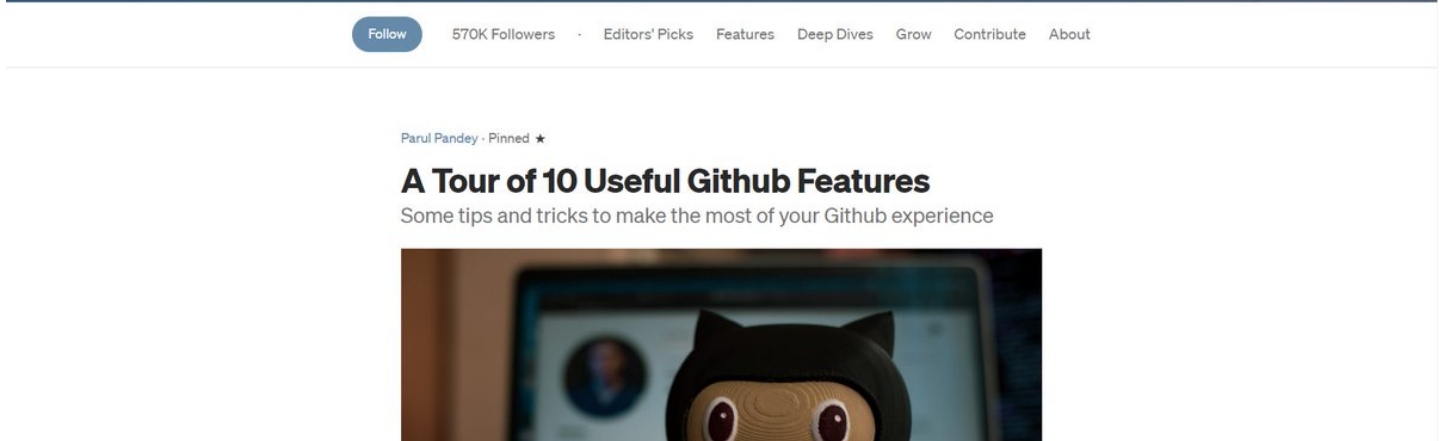 Follow 570K Followers · Editors' Picks Features Deep Dives Grow Contribute About
Parul Pandey · Pinned ★
A Tour of 10 Useful Github Features
Some tips and tricks to make the most of your Github experience